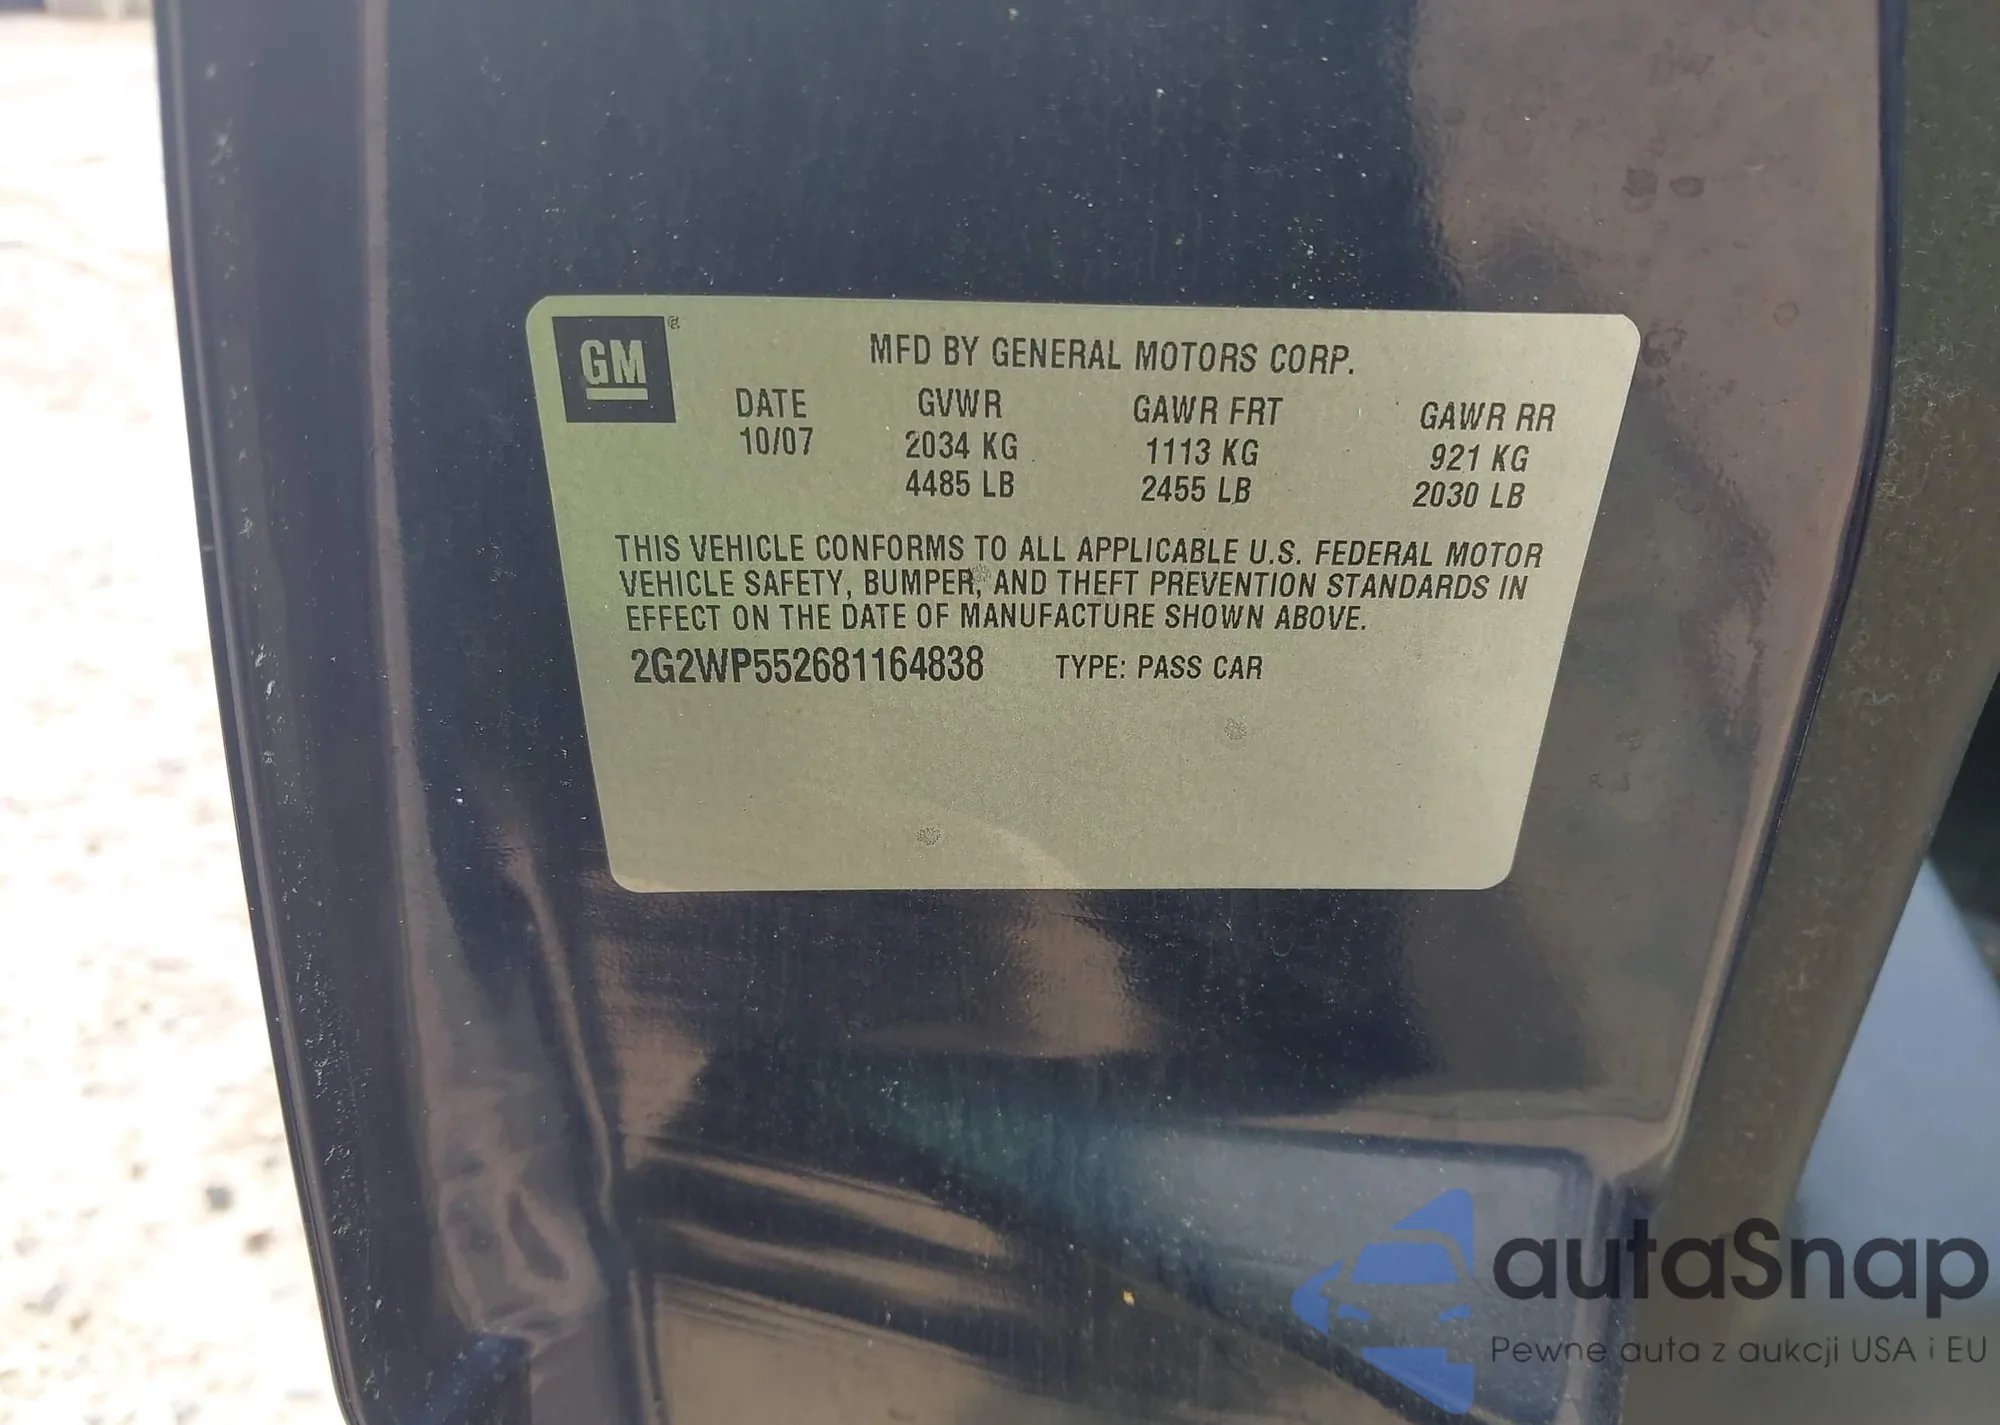 GM
MFD BY GENERAL MOTORS CORP.
DATE GVWR GAWR FRT GAWR RR
10/07 2034 KG 1113 KG 921 KG
4485 LB 2455 LB 2030 LB
THIS VEHICLE CONFORMS TO ALL APPLICABLE U.S. FEDERAL MOTOR
VEHICLE SAFETY, BUMPER, AND THEFT PREVENTION STANDARDS IN
EFFECT ON THE DATE OF MANUFACTURE SHOWN ABOVE.
2G2WP552681164838 TYPE: PASS CAR
autaSnap
Pewne auta z aukcji USA i EU